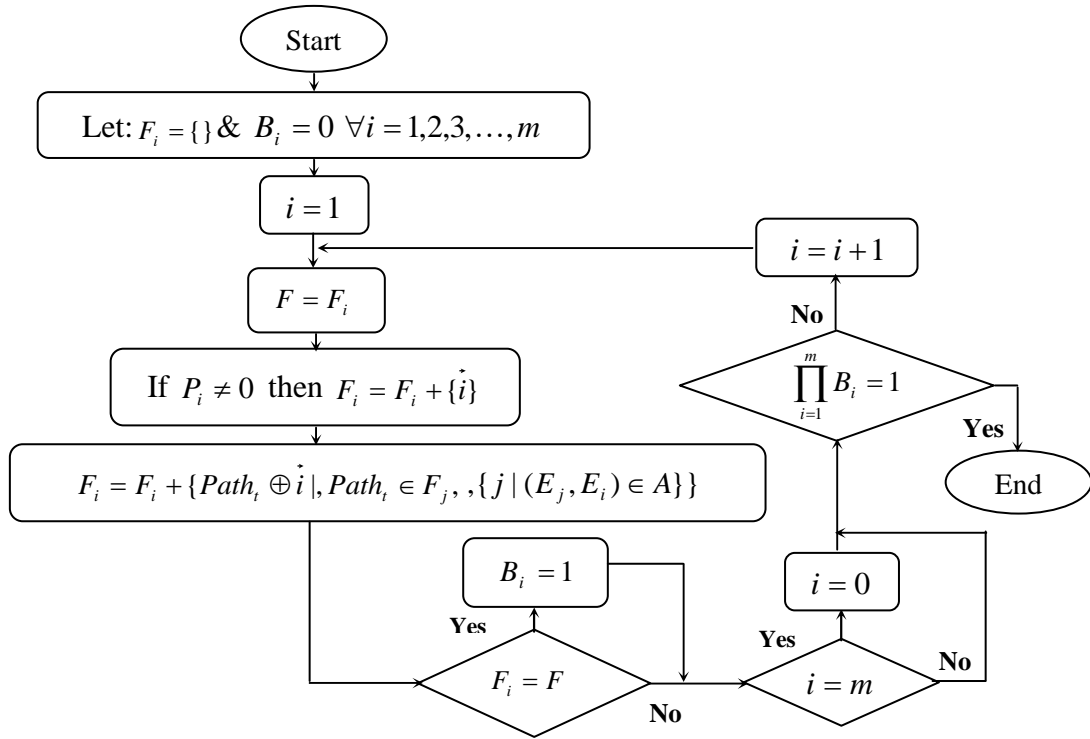 Start
Let: F_i = {} & B_i = 0 ∀i = 1,2,3,…,m
i = 1
i = i + 1
F = F_i
No
If P_i ≠ 0 then F_i = F_i + {i}
∏_{i=1}^{m} B_i = 1
Yes
F_i = F_i + {Path_t ⊕ i |, Path_t ∈ F_j , ,{j | (E_j, E_i) ∈ A}}
End
B_i = 1
i = 0
Yes
Yes
F_i = F
No
i = m
No